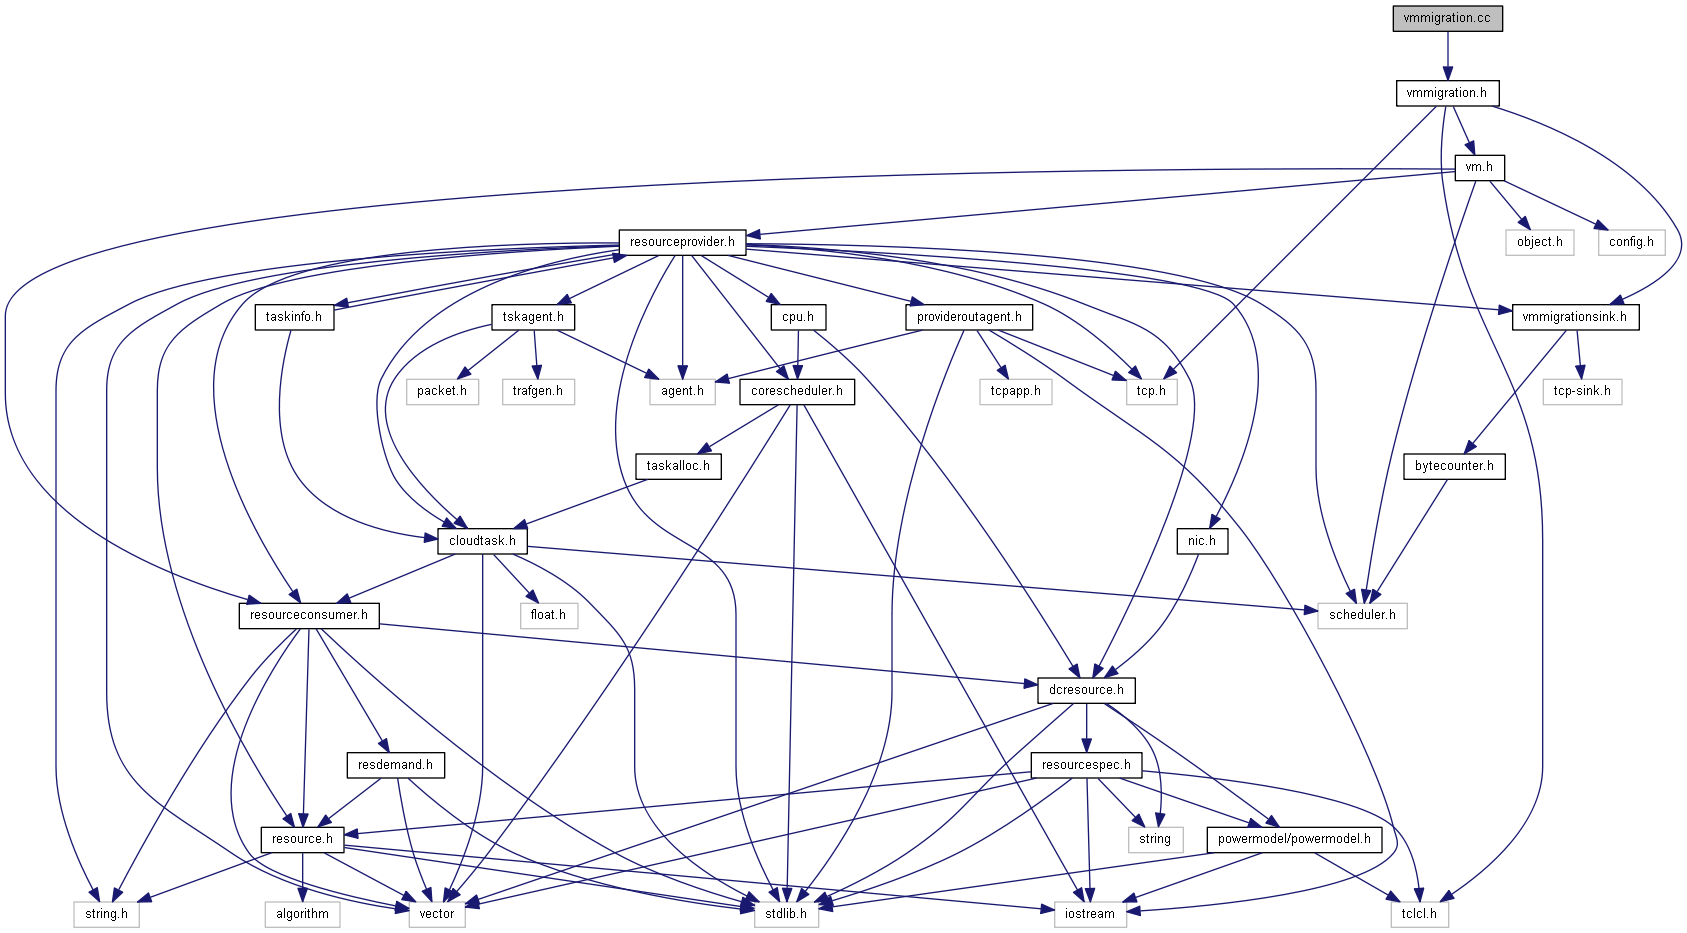 vmmigration.cc
vmmigration.h
vm.h
resourceprovider.h
object.h
config.h
taskinfo.h
tskagent.h
cpu.h
provideroutagent.h
vmmigrationsink.h
packet.h
trafgen.h
agent.h
corescheduler.h
tcpapp.h
tcp.h
tcp-sink.h
taskalloc.h
bytecounter.h
cloudtask.h
nic.h
resourceconsumer.h
float.h
scheduler.h
dcresource.h
resdemand.h
resourcespec.h
resource.h
string
powermodel/powermodel.h
string.h
algorithm
vector
stdlib.h
iostream
tclcl.h